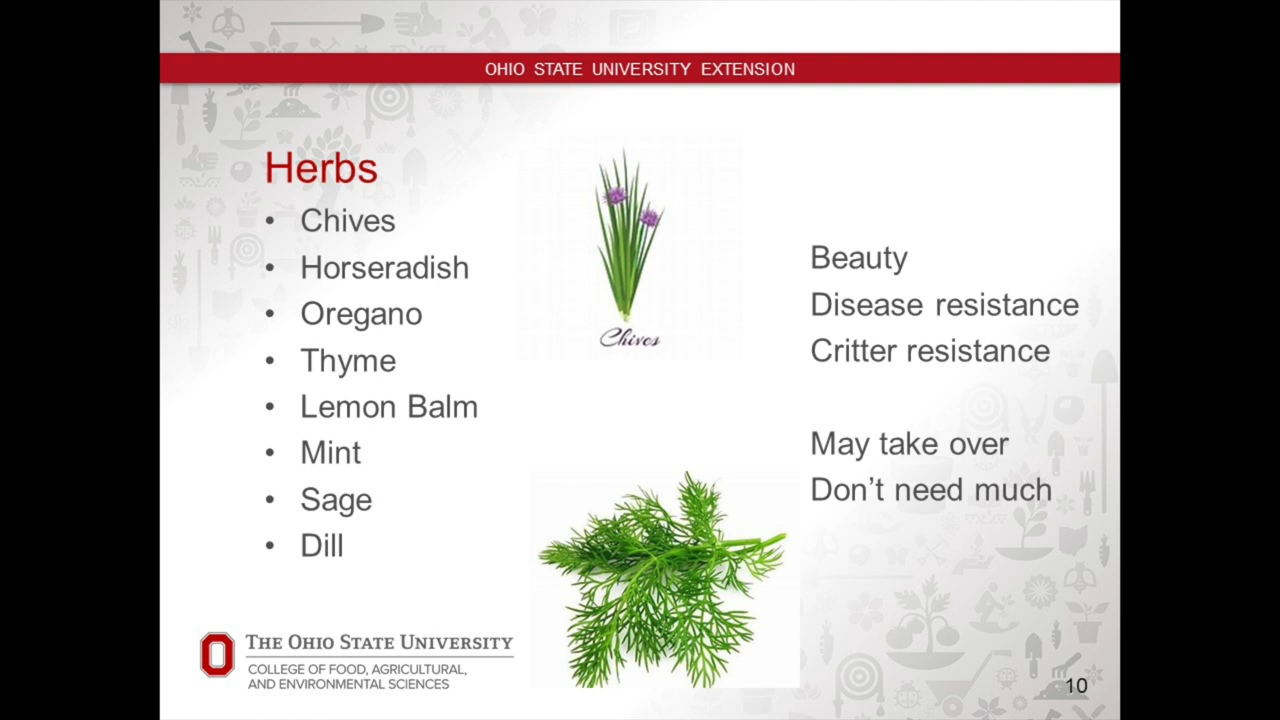 OHIO STATE UNIVERSITY EXTENSION
Herbs
• Chives
• Horseradish
• Oregano
• Thyme
• Lemon Balm
• Mint
• Sage
• Dill
Chives
Beauty
Disease resistance
Critter resistance
May take over
Don’t need much
THE OHIO STATE UNIVERSITY
COLLEGE OF FOOD, AGRICULTURAL,
AND ENVIRONMENTAL SCIENCES
10